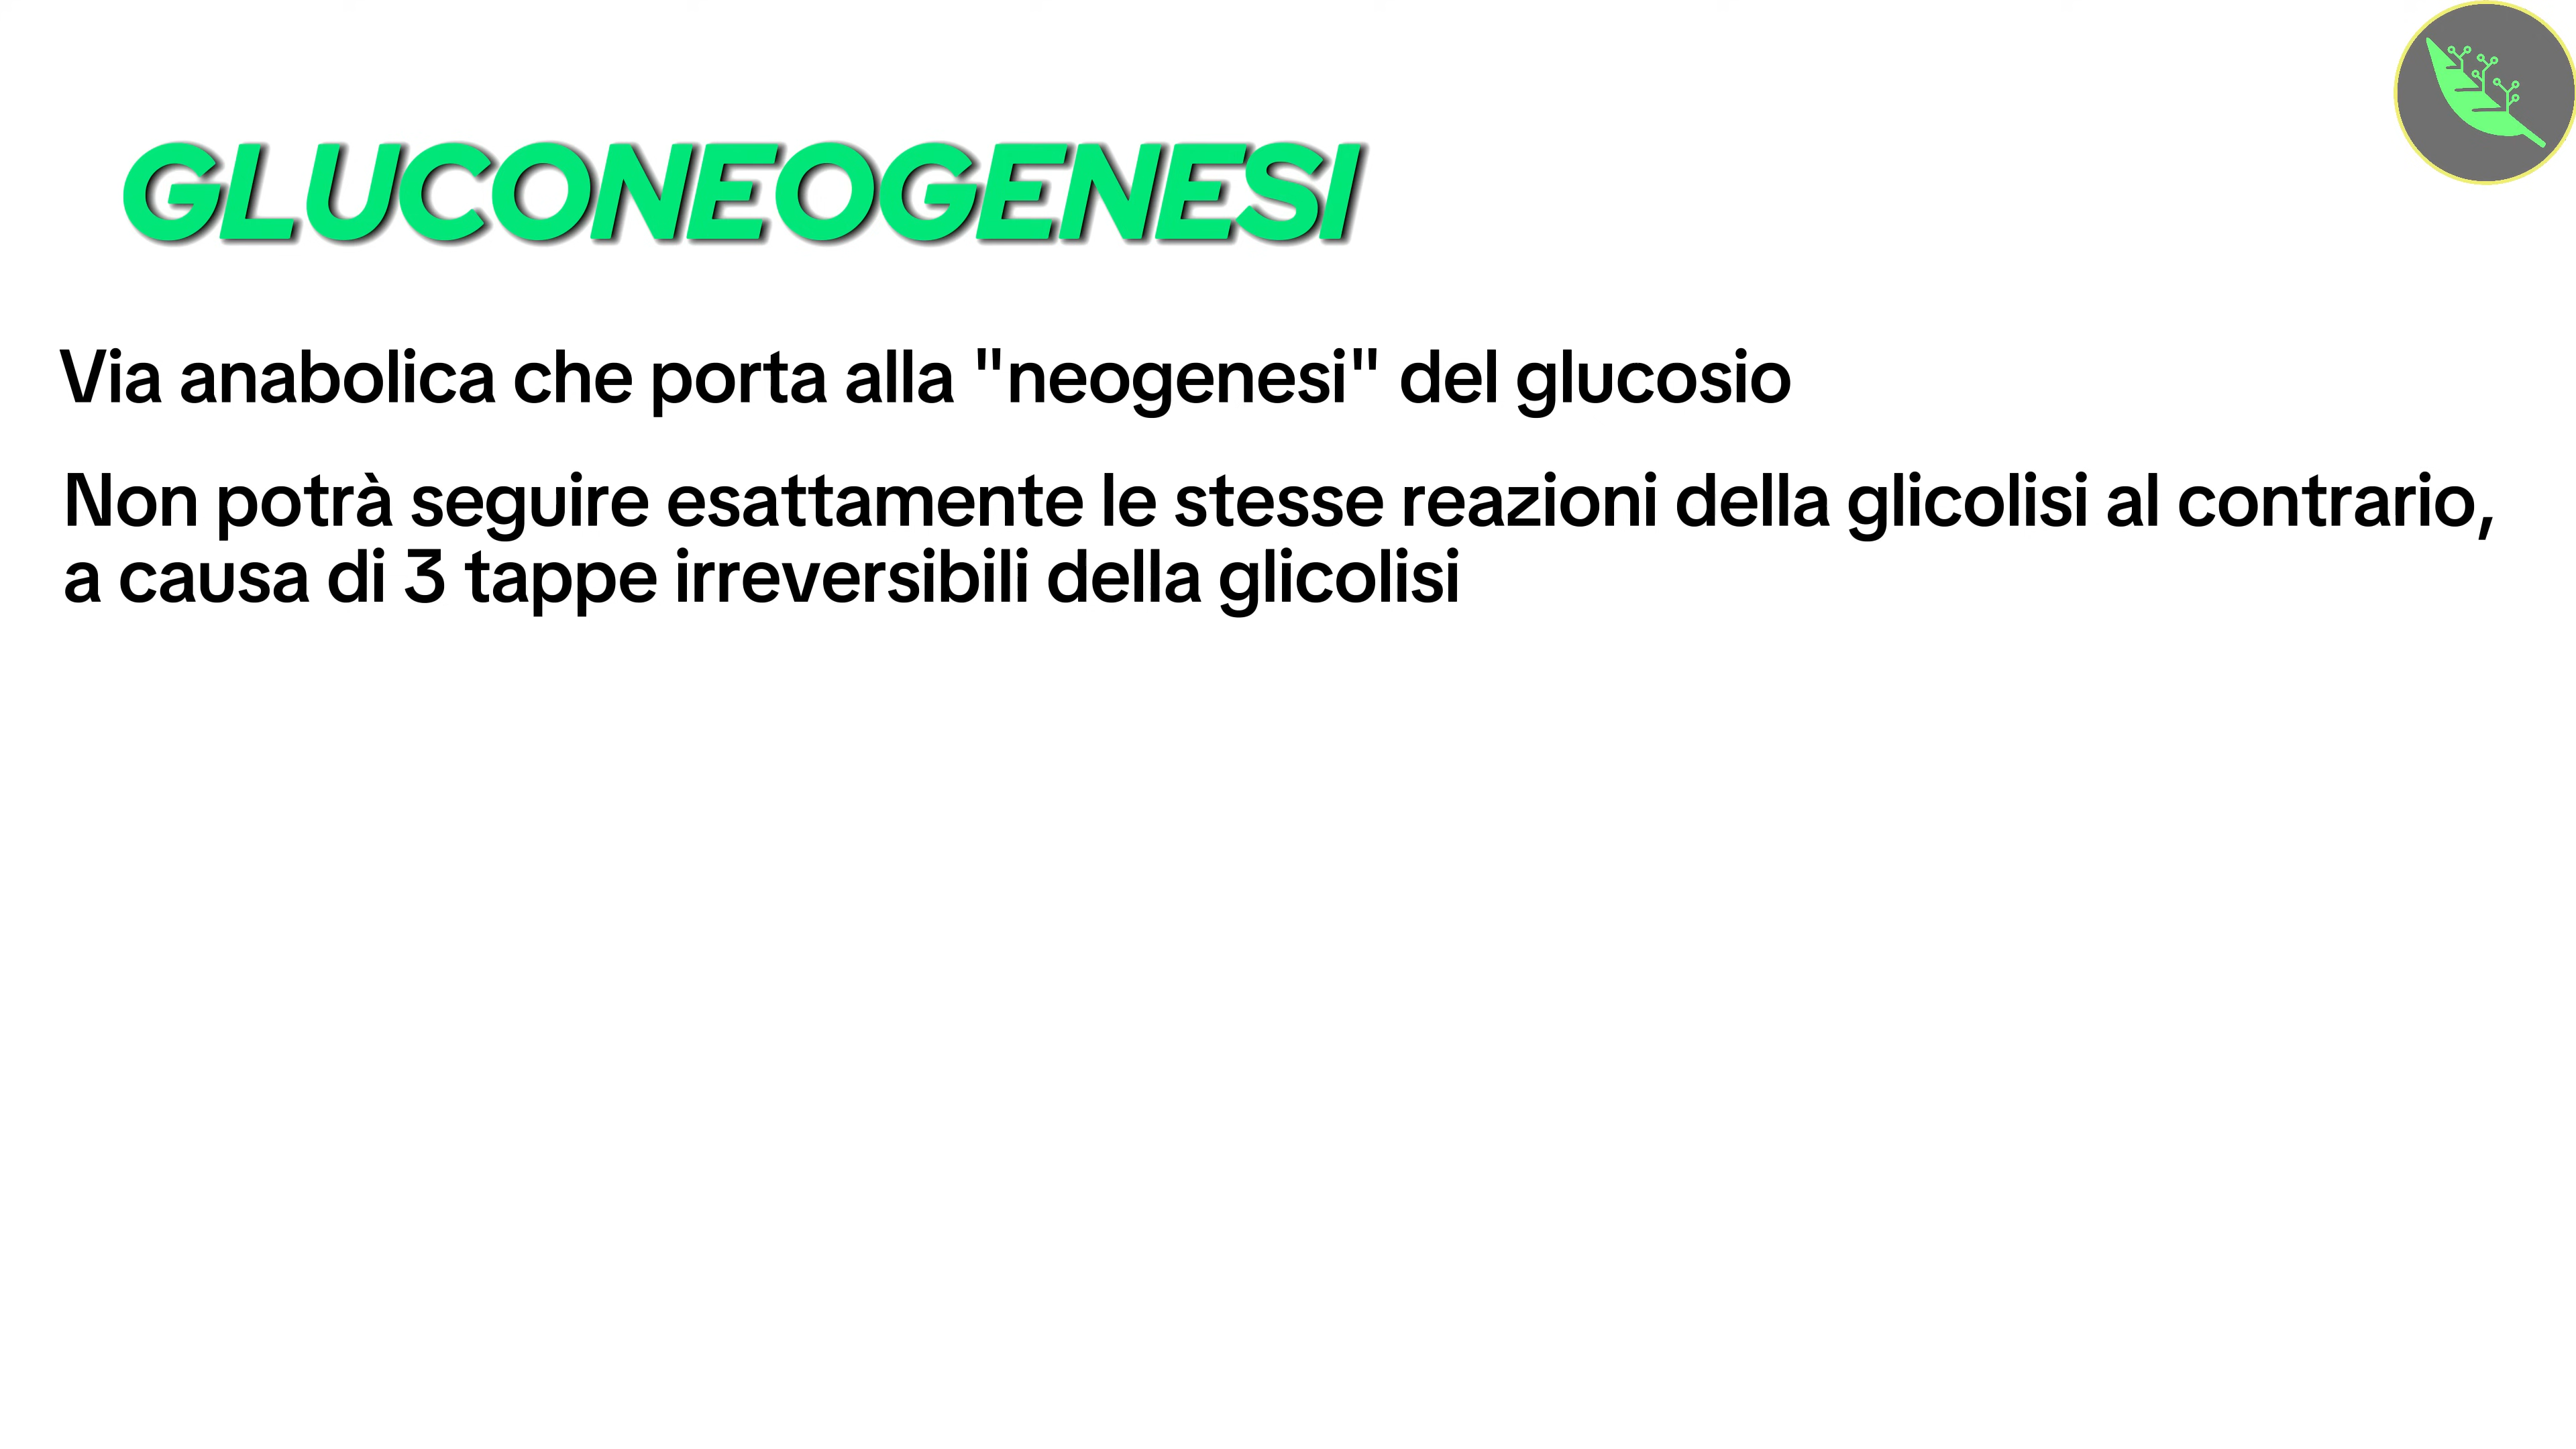 GLUCONEOGENESI
Via anabolica che porta alla "neogenesi" del glucosio
Non potrà seguire esattamente le stesse reazioni della glicolisi al contrario,
a causa di 3 tappe irreversibili della glicolisi